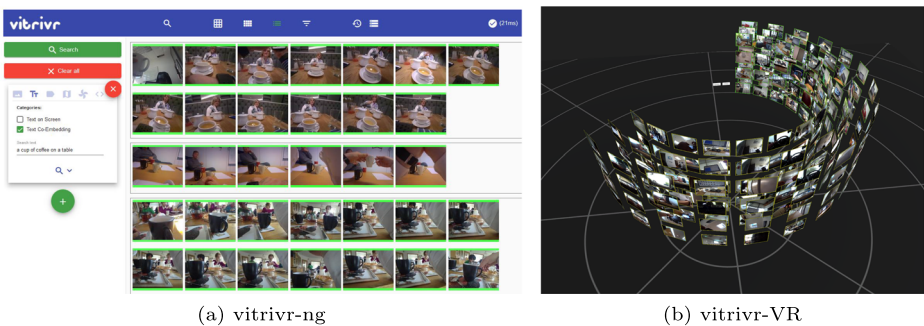 vitrivr
(21ms)
Search
Clear all
Categories:
Text on Screen
Text Co-Embedding
Search text
a cup of coffee on a table
(a) vitrivr-ng
(b) vitrivr-VR